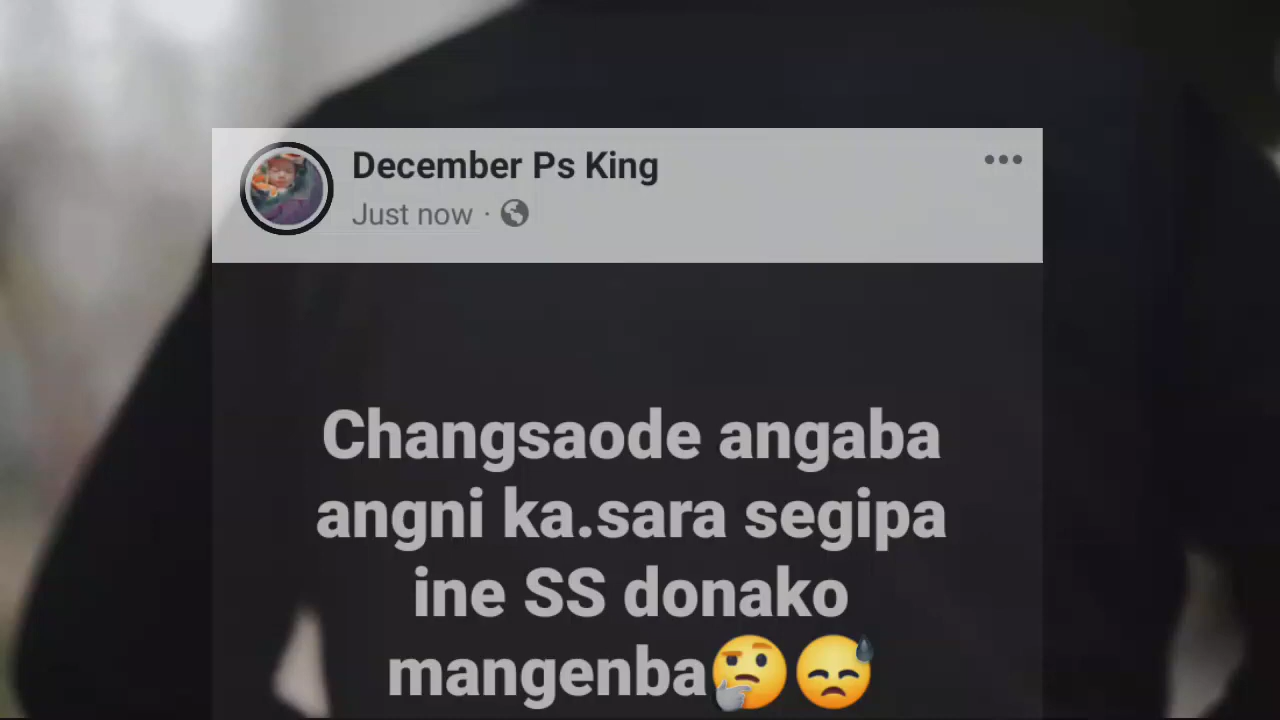 December Ps King
Just now ·
Changsaode angaba
angni ka.sara segipa
ine SS donako
mangenba🤔😓